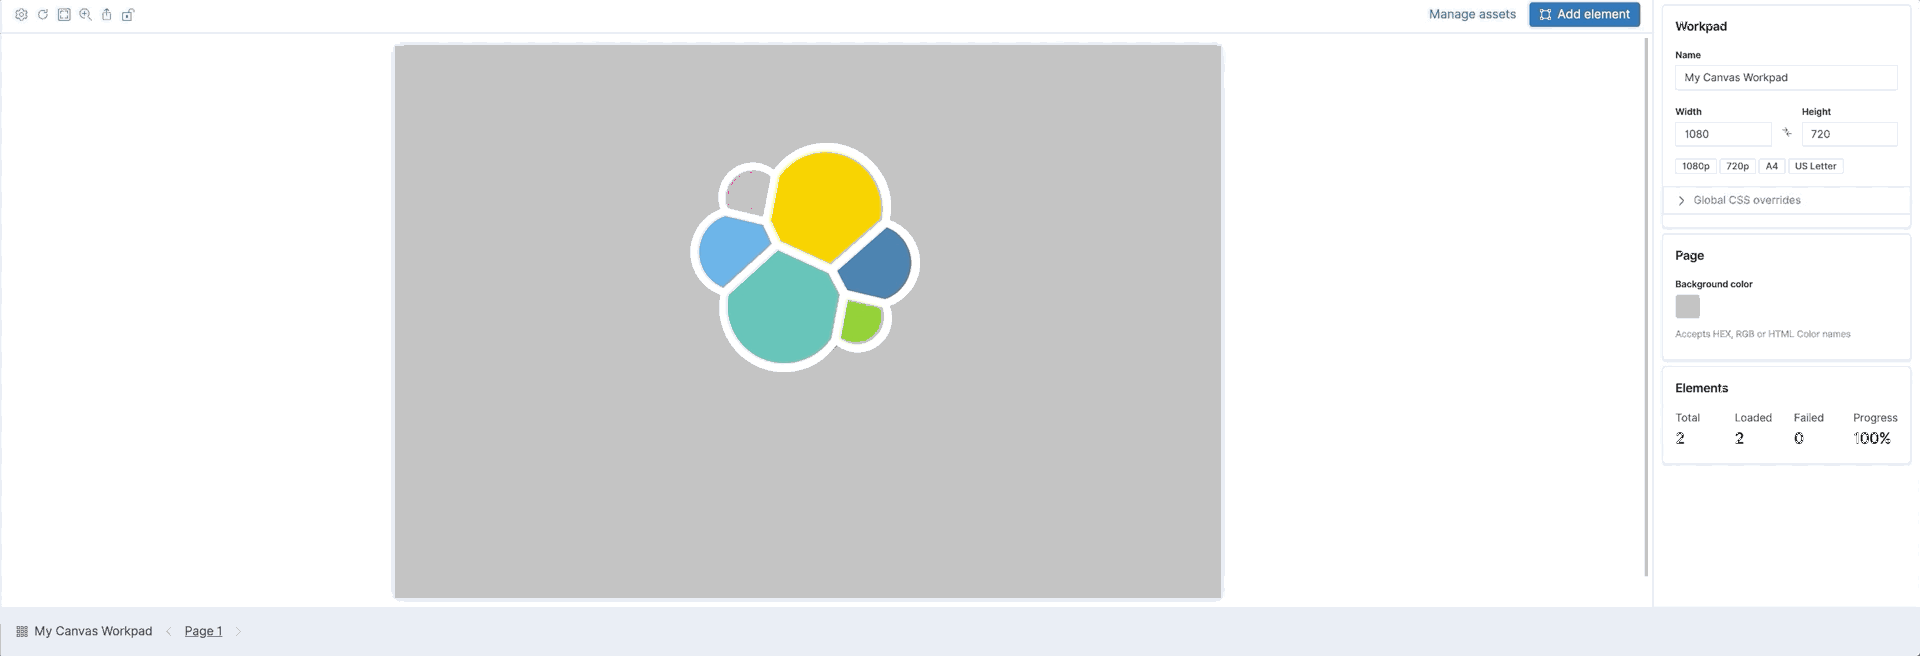 Manage assets
Add element
Workpad
Name
My Canvas Workpad
Width Height
1080 720
1080p 720p A4 US Letter
Global CSS overrides
Page
Background color
Accepts HEX, RGB or HTML Color names
Elements
Total Loaded Failed Progress
2 2 0 100%
My Canvas Workpad Page 1